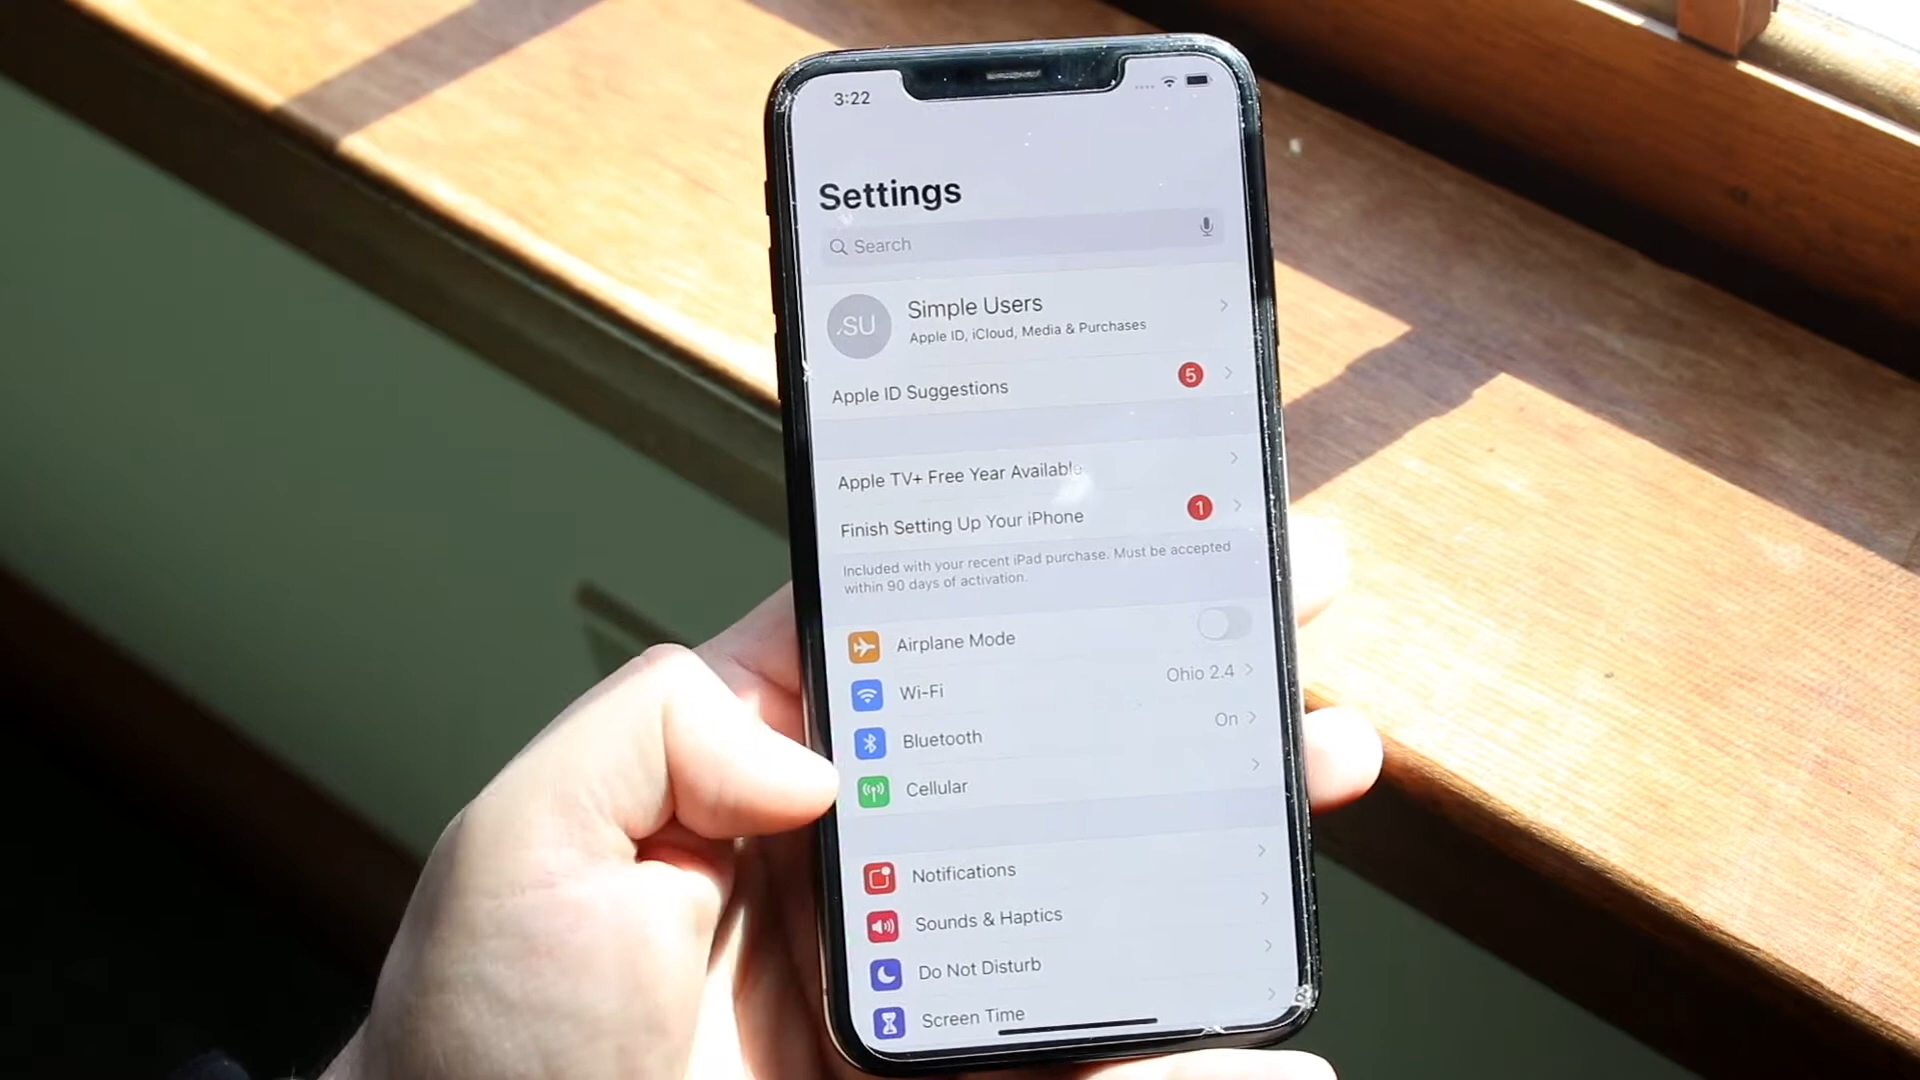 3:22
Settings
Search
SU
Simple Users
Apple ID, iCloud, Media & Purchases
Apple ID Suggestions 5
Apple TV+ Free Year Available
Finish Setting Up Your iPhone 1
Included with your recent iPad purchase. Must be accepted
within 90 days of activation.
Airplane Mode
Wi-Fi Ohio 2.4
Bluetooth On
Cellular
Notifications
Sounds & Haptics
Do Not Disturb
Screen Time